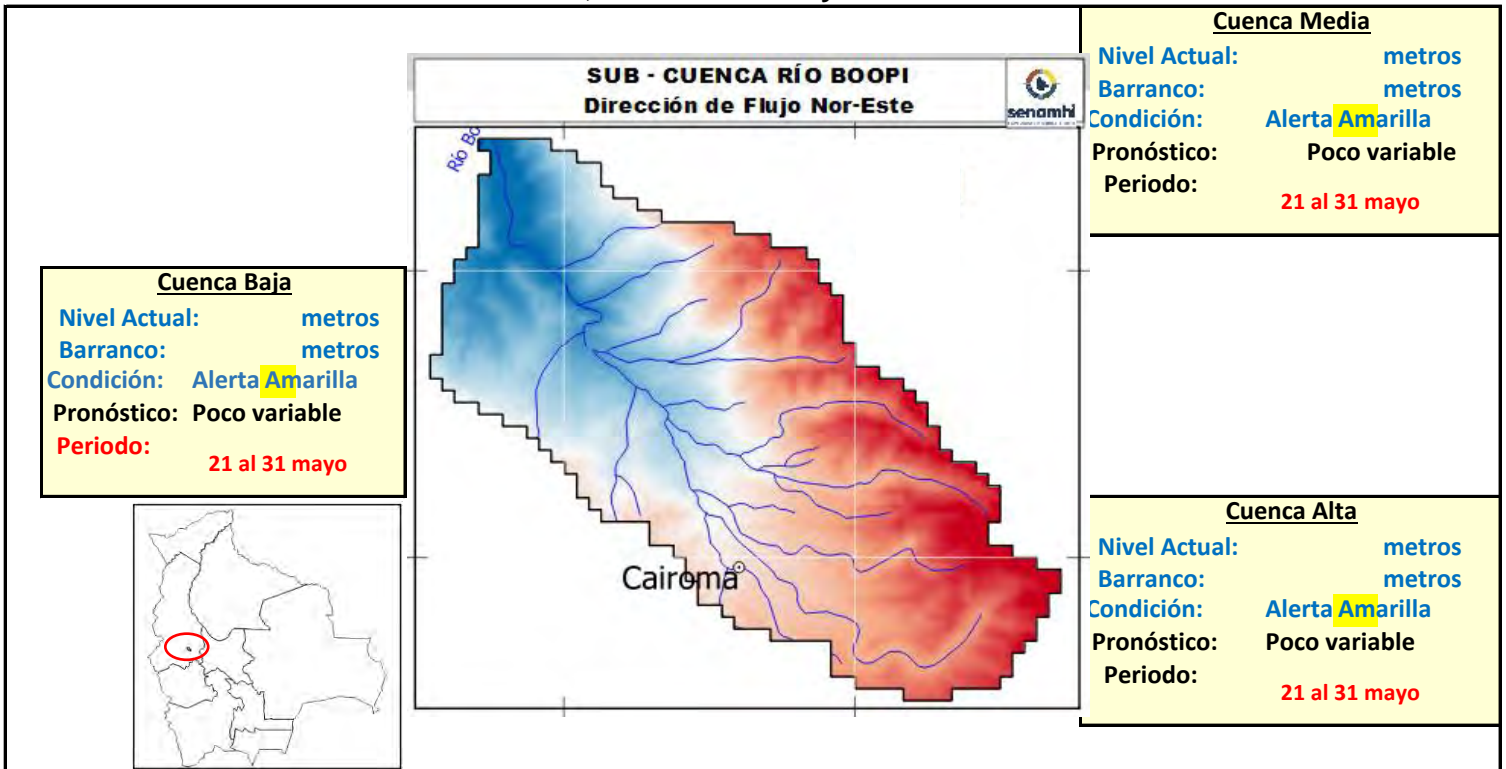 SUB - CUENCA RÍO BOOPI
Dirección de Flujo Nor-Este
senamhi
Río Bo
Cairoma
Cuenca Media
Nivel Actual: metros
Barranco: metros
Condición: Alerta Amarilla
Pronóstico: Poco variable
Periodo:
21 al 31 mayo
Cuenca Baja
Nivel Actual: metros
Barranco: metros
Condición: Alerta Amarilla
Pronóstico: Poco variable
Periodo:
21 al 31 mayo
Cuenca Alta
Nivel Actual: metros
Barranco: metros
Condición: Alerta Amarilla
Pronóstico: Poco variable
Periodo:
21 al 31 mayo